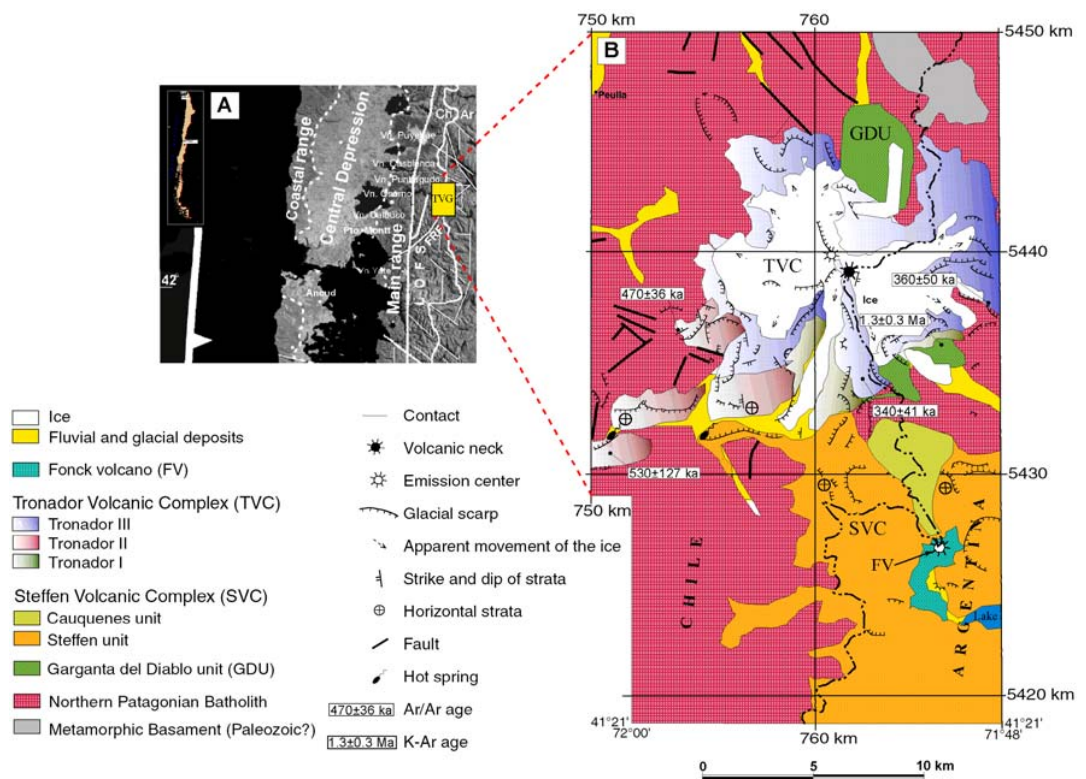 A
Ch Ar
Vn. Puyehue
Vn. Casablanca
Vn. Puntiagudo
Vn. Osorno
TVG
Vn. Calbuco
Pto. Montt
FRF
Vn. Yate
LOFS
Ancud
42°
Coastal range
Central Depression
Main range
750 km
760
5450 km
B
Peulla
GDU
5440
TVC
360±50 ka
470±36 ka
Ice
1.3±0.3 Ma
340±41 ka
530±127 ka
5430
750 km
SVC
FV
CHILE
ARGENTINA
Lake
5420
41°21'
72°00'
760 km
41°21'
71°48'
0 5 10 km
Ice
Fluvial and glacial deposits
Fonck volcano (FV)
Tronador Volcanic Complex (TVC)
Tronador III
Tronador II
Tronador I
Steffen Volcanic Complex (SVC)
Cauquenes unit
Steffen unit
Garganta del Diablo unit (GDU)
Northern Patagonian Batholith
Metamorphic Basament (Paleozoic?)
Contact
Volcanic neck
Emission center
Glacial scarp
Apparent movement of the ice
Strike and dip of strata
Horizontal strata
Fault
Hot spring
470±36 ka Ar/Ar age
1.3±0.3 Ma K-Ar age